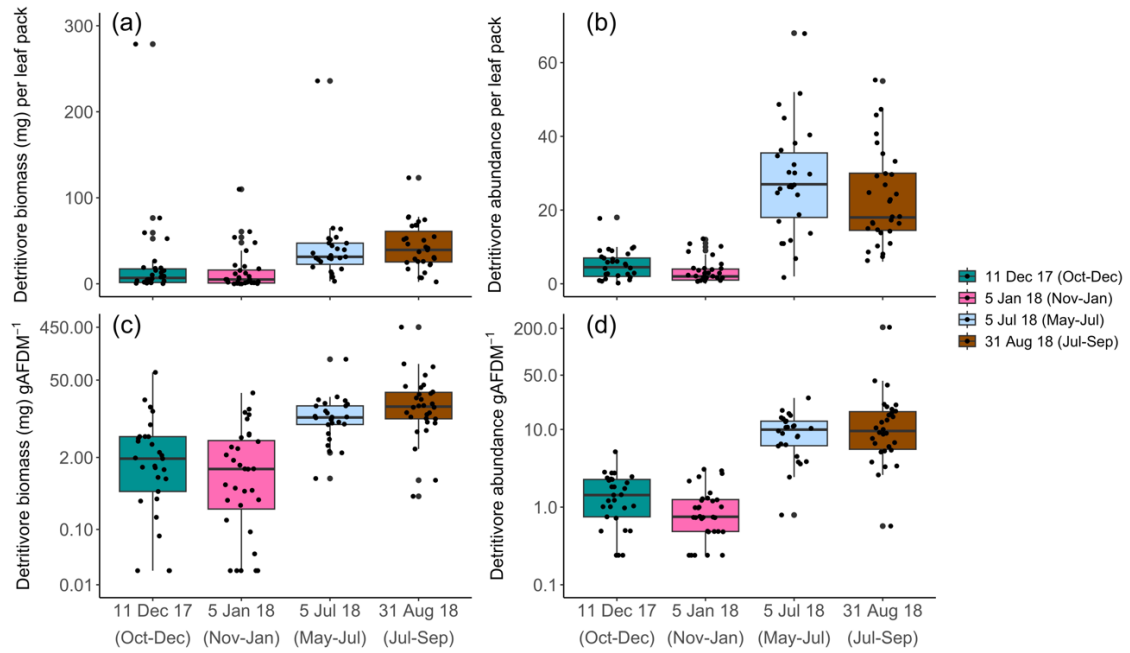 (a)
Detritivore biomass (mg) per leaf pack
300
200
100
0
(b)
Detritivore abundance per leaf pack
60
40
20
0
(c)
Detritivore biomass (mg) gAFDM⁻¹
450.00
50.00
2.00
0.10
0.01
11 Dec 17
(Oct-Dec)
5 Jan 18
(Nov-Jan)
5 Jul 18
(May-Jul)
31 Aug 18
(Jul-Sep)
(d)
Detritivore abundance gAFDM⁻¹
200.0
50.0
10.0
1.0
0.1
11 Dec 17
(Oct-Dec)
5 Jan 18
(Nov-Jan)
5 Jul 18
(May-Jul)
31 Aug 18
(Jul-Sep)
11 Dec 17 (Oct-Dec)
5 Jan 18 (Nov-Jan)
5 Jul 18 (May-Jul)
31 Aug 18 (Jul-Sep)